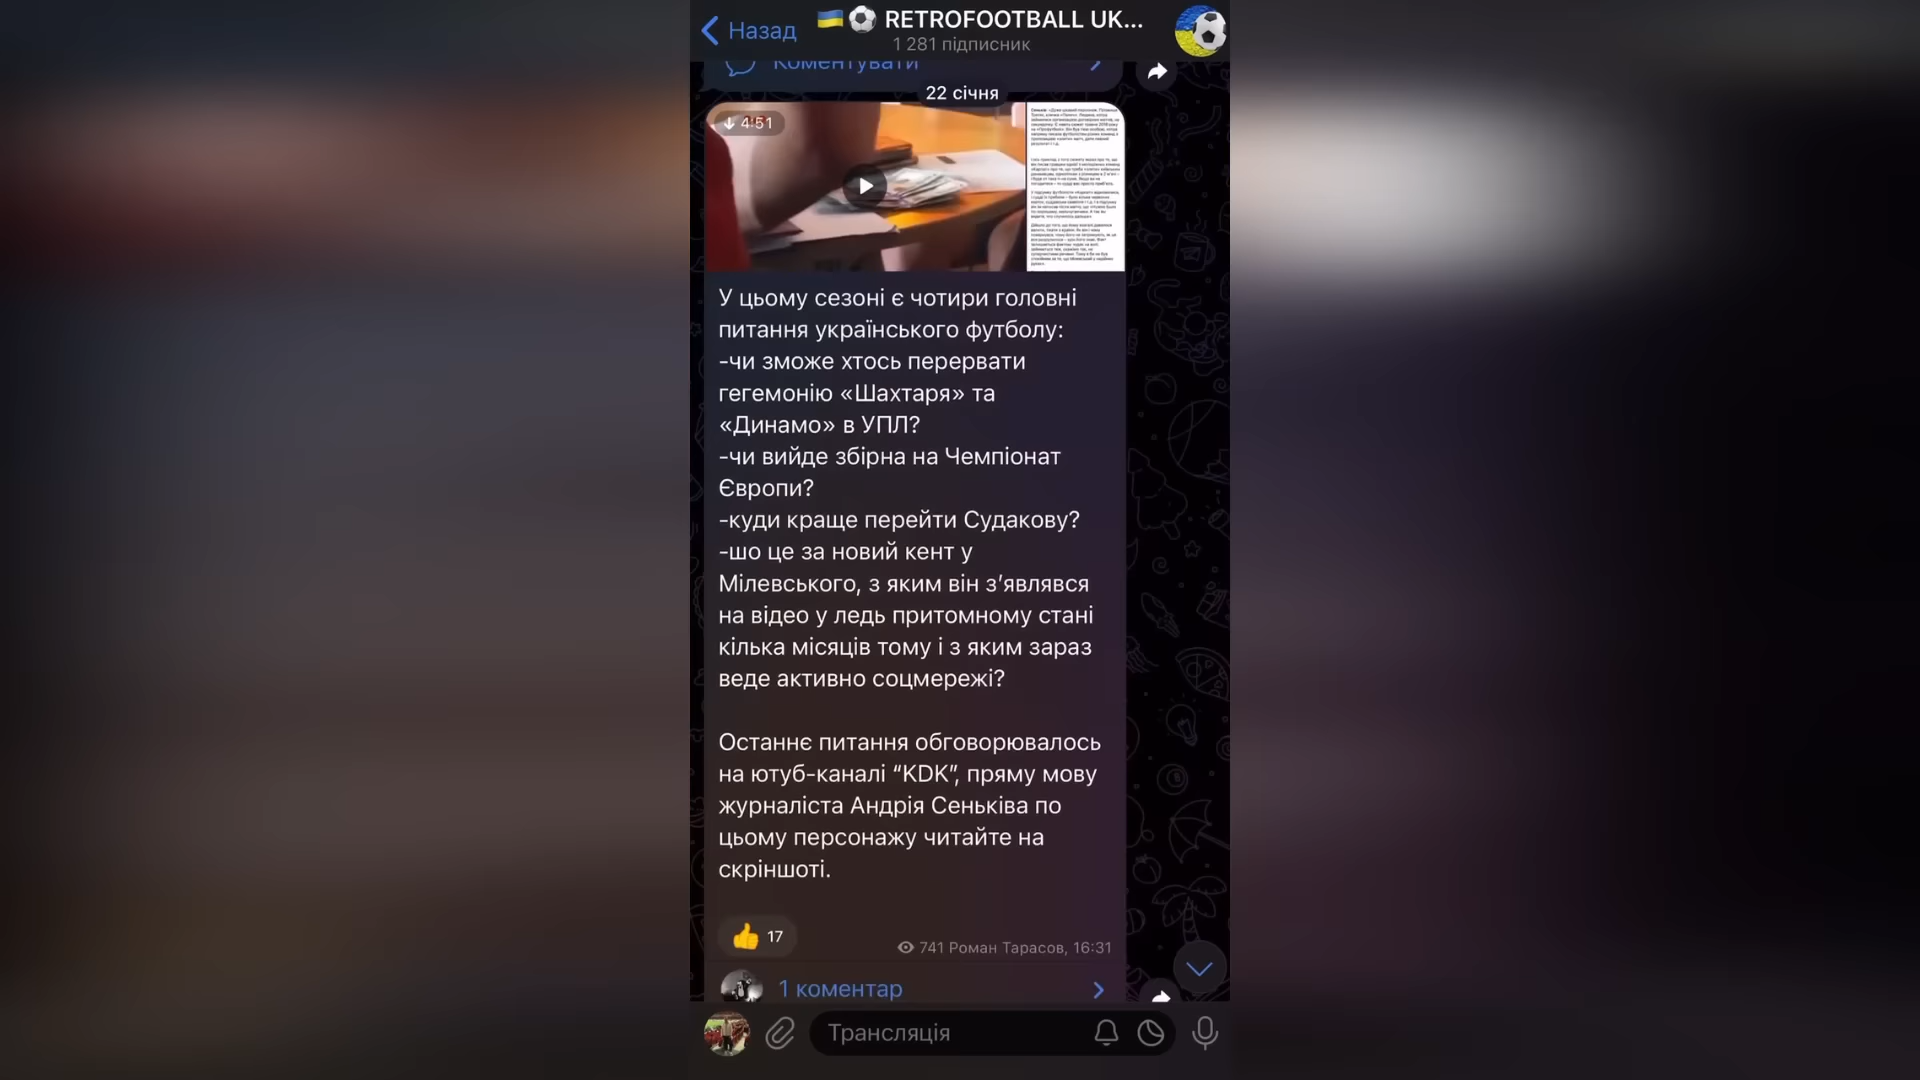 Назад
RETROFOOTBALL UK...
1 281 підписник
Коментувати
22 січня
4:51
У цьому сезоні є чотири головні
питання українського футболу:
-чи зможе хтось перервати
гегемонію «Шахтаря» та
«Динамо» в УПЛ?
-чи вийде збірна на Чемпіонат
Європи?
-куди краще перейти Судакову?
-шо це за новий кент у
Мілевського, з яким він з’являвся
на відео у ледь притомному стані
кілька місяців тому і з яким зараз
веде активно соцмережі?
Останнє питання обговорювалось
на ютуб-каналі “KDK”, пряму мову
журналіста Андрія Сеньківа по
цьому персонажу читайте на
скріншоті.
👍 17
741 Роман Тарасов, 16:31
1 коментар
Трансляція